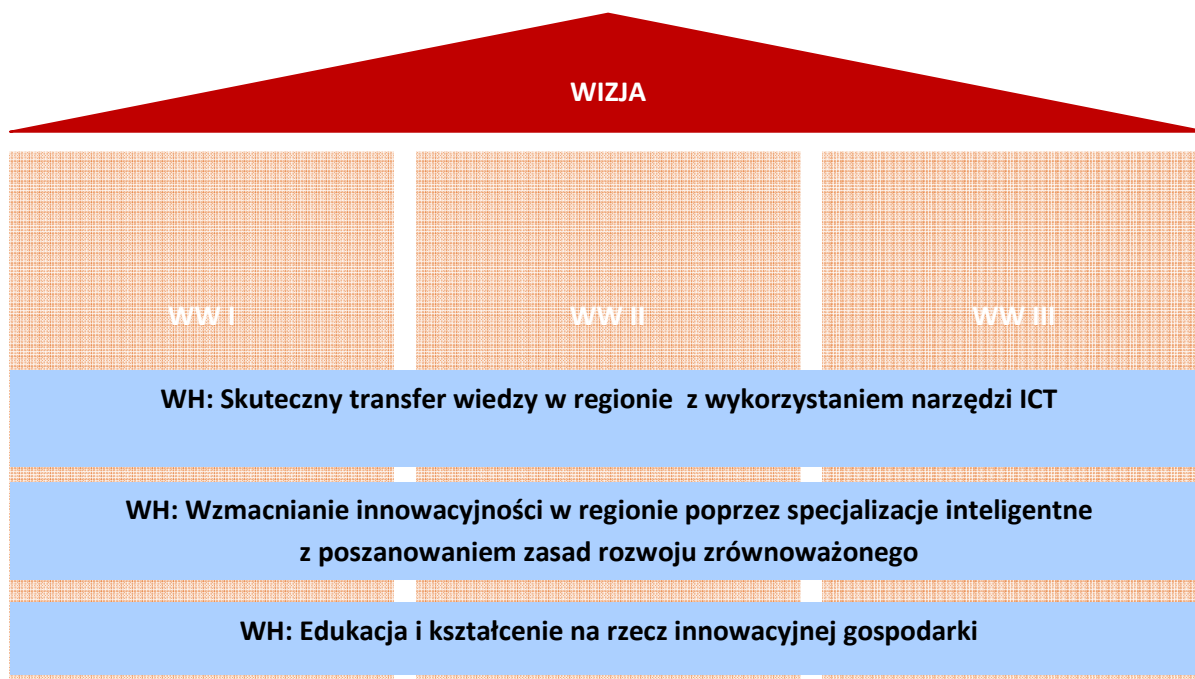 WIZJA
WW I
WW II
WW III
WH: Skuteczny transfer wiedzy w regionie z wykorzystaniem narzędzi ICT
WH: Wzmacnianie innowacyjności w regionie poprzez specjalizacje inteligentne
z poszanowaniem zasad rozwoju zrównoważonego
WH: Edukacja i kształcenie na rzecz innowacyjnej gospodarki